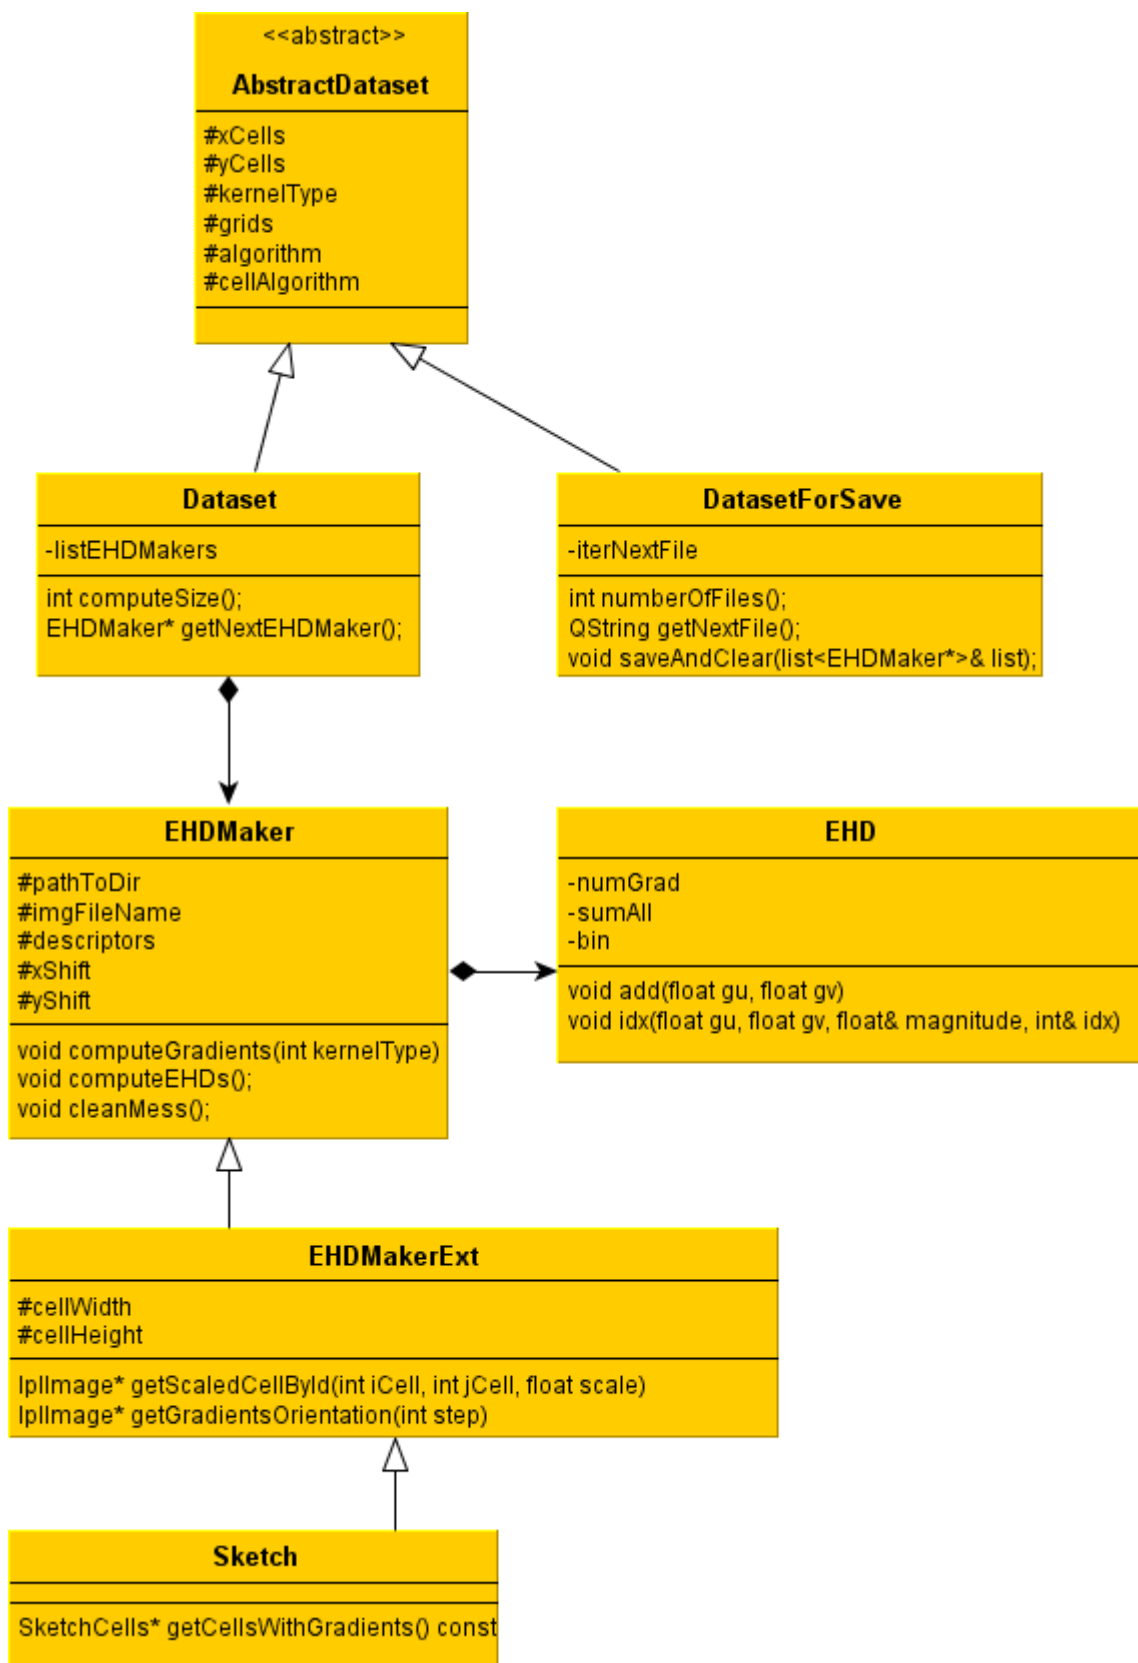 <<abstract>>
AbstractDataset
#xCells
#yCells
#kernelType
#grids
#algorithm
#cellAlgorithm
Dataset
-listEHDMakers
int computeSize();
EHDMaker* getNextEHDMaker();
DatasetForSave
-iterNextFile
int numberOfFiles();
QString getNextFile();
void saveAndClear(list<EHDMaker*>& list);
EHDMaker
#pathToDir
#imgFileName
#descriptors
#xShift
#yShift
void computeGradients(int kernelType)
void computeEHDs();
void cleanMess();
EHD
-numGrad
-sumAll
-bin
void add(float gu, float gv)
void idx(float gu, float gv, float& magnitude, int& idx)
EHDMakerExt
#cellWidth
#cellHeight
IplImage* getScaledCellById(int iCell, int jCell, float scale)
IplImage* getGradientsOrientation(int step)
Sketch
SketchCells* getCellsWithGradients() const